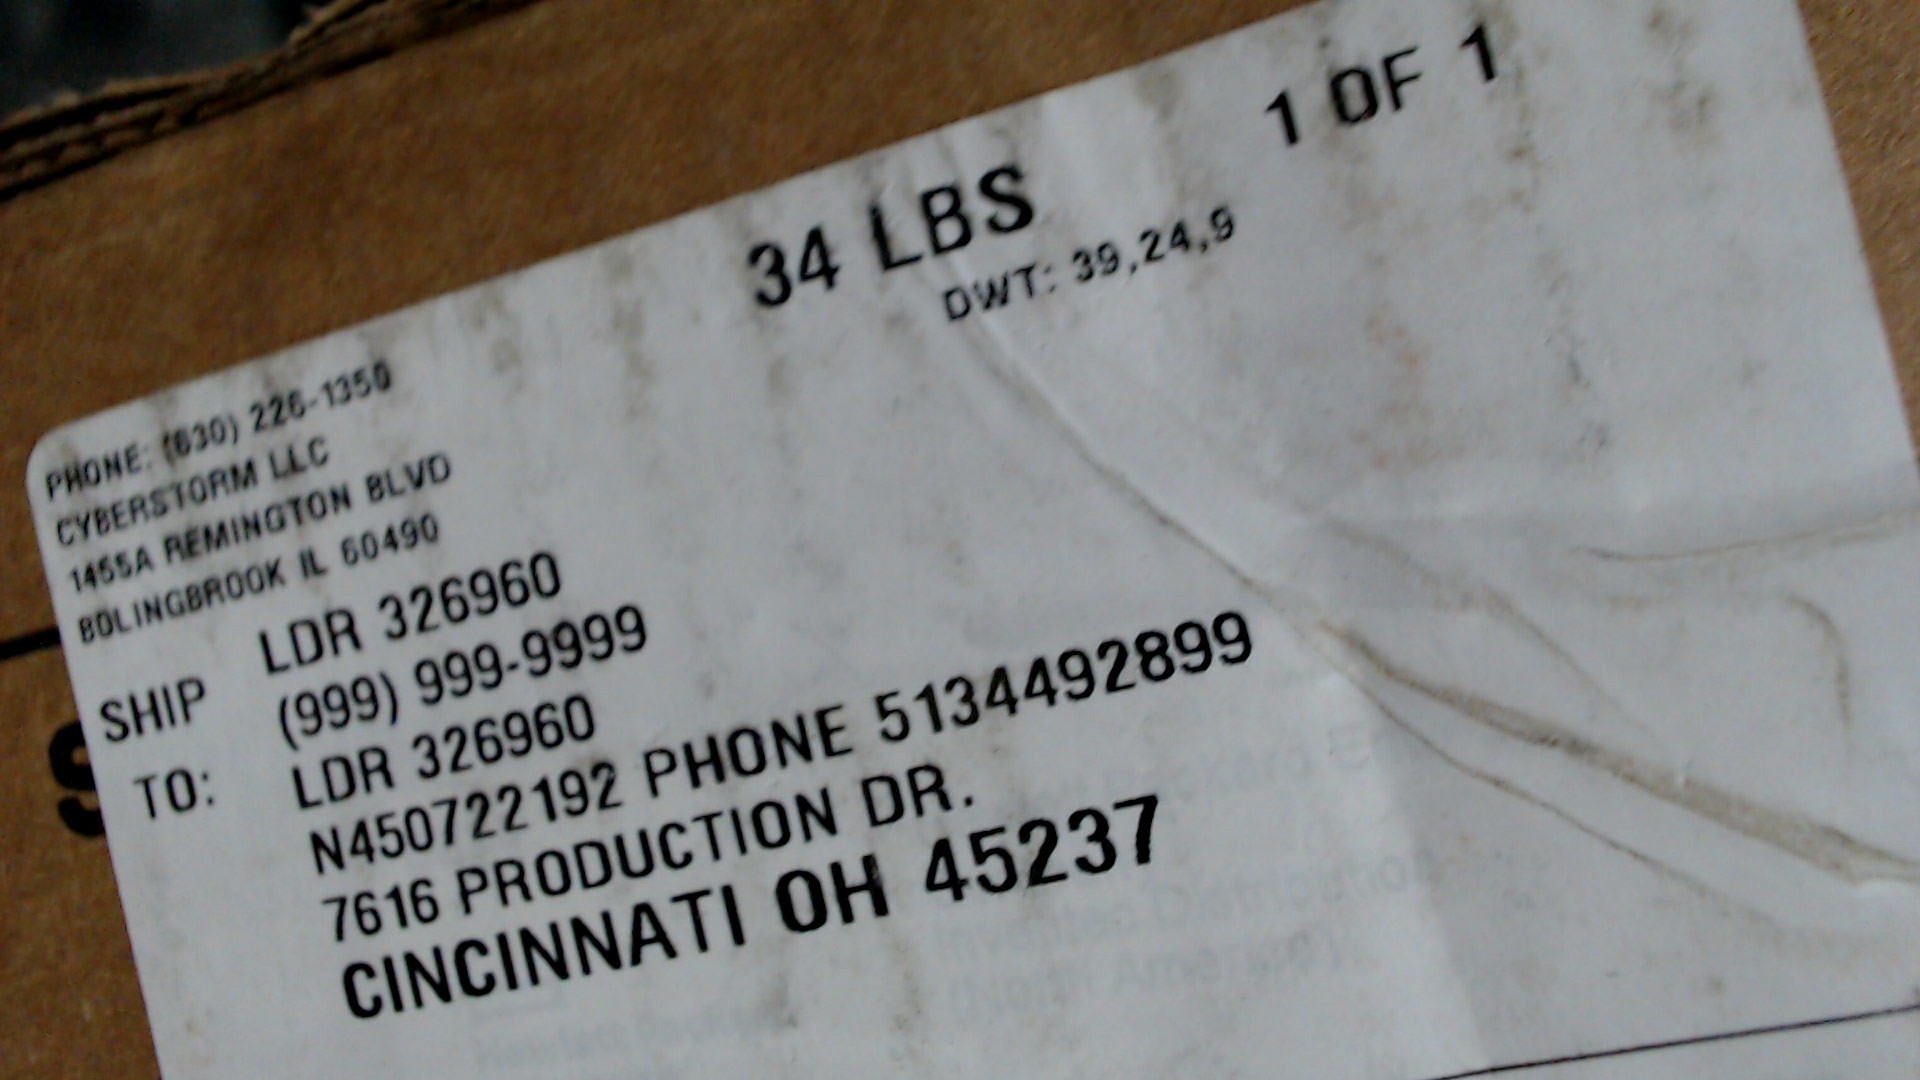 34 LBS
1 OF 1
DWT: 39,24,9
PHONE: (630) 226-1350
CYBERSTORM LLC
1455A REMINGTON BLVD
BOLINGBROOK IL 60490
SHIP
TO:
LDR 326960
(999) 999-9999
LDR 326960
N450722192 PHONE 5134492899
7616 PRODUCTION DR.
CINCINNATI OH 45237
S